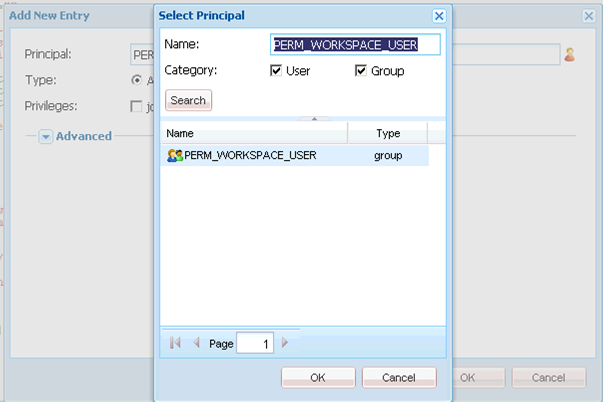 Add New Entry
Select Principal
Principal: PER
Type: A
Privileges: jc
Advanced
Name: PERM_WORKSPACE_USER
Category: User Group
Search
Name Type
PERM_WORKSPACE_USER group
Page 1
OK Cancel
OK Cancel